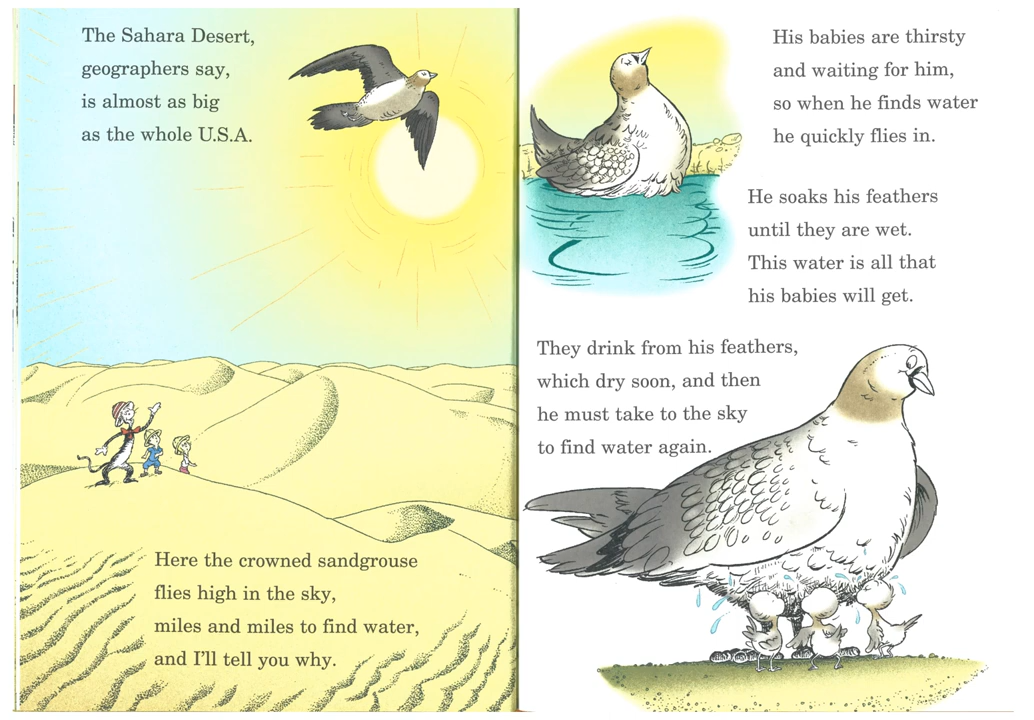 The Sahara Desert,
geographers say,
is almost as big
as the whole U.S.A.
Here the crowned sandgrouse
flies high in the sky,
miles and miles to find water,
and I'll tell you why.
His babies are thirsty
and waiting for him,
so when he finds water
he quickly flies in.
He soaks his feathers
until they are wet.
This water is all that
his babies will get.
They drink from his feathers,
which dry soon, and then
he must take to the sky
to find water again.